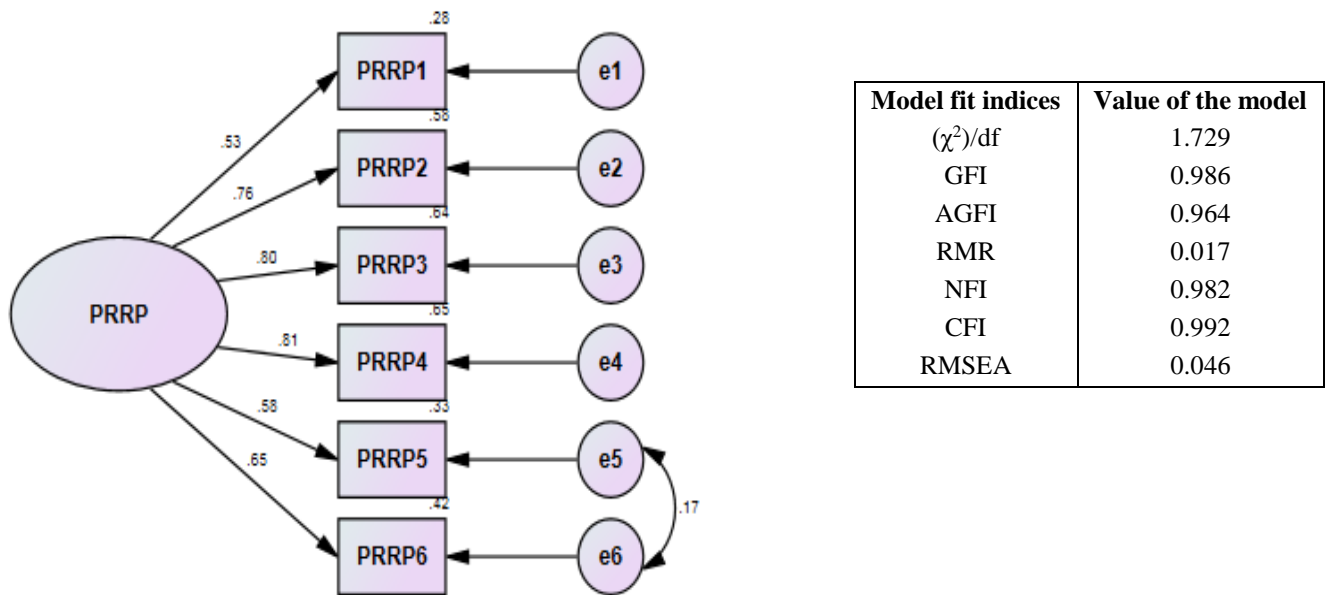 .28
PRRP1
e1
.53
.58
PRRP2
e2
.76
.64
PRRP3
e3
.80
.65
PRRP
PRRP4
e4
.81
.33
.58
PRRP5
e5
.65
.42
.17
PRRP6
e6
Model fit indices Value of the model
(χ²)/df 1.729
GFI 0.986
AGFI 0.964
RMR 0.017
NFI 0.982
CFI 0.992
RMSEA 0.046